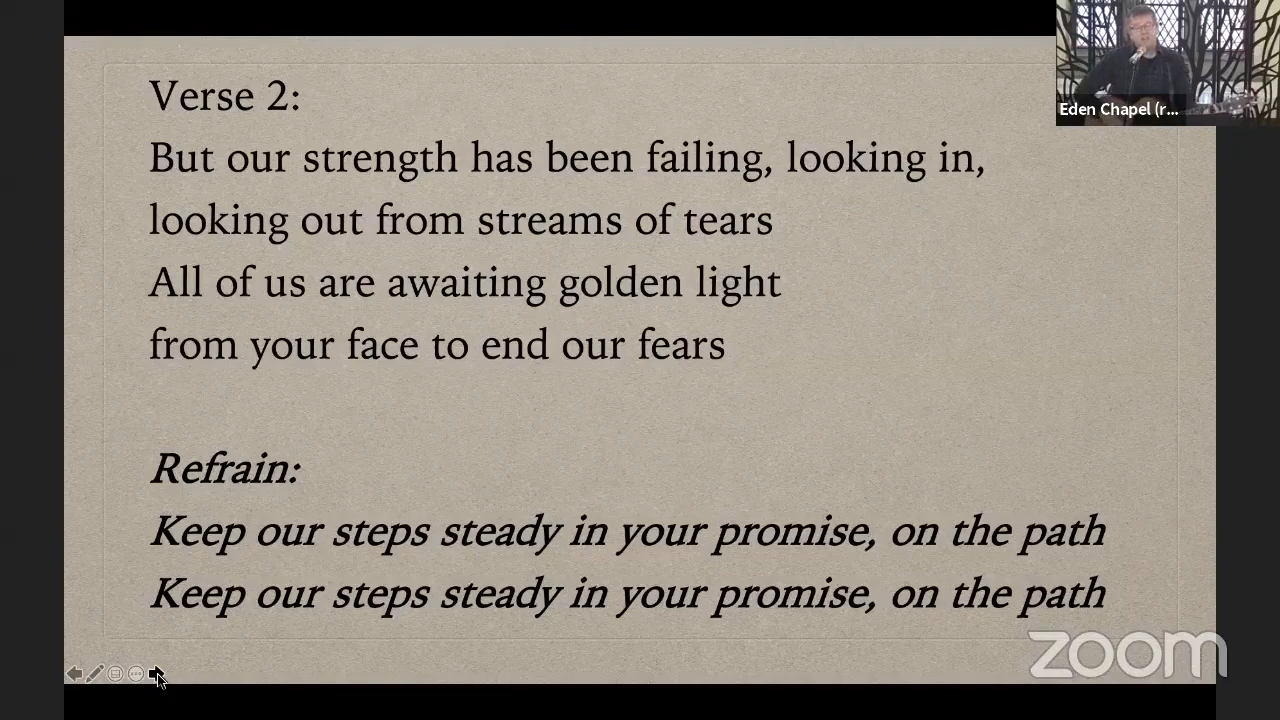 Verse 2:
But our strength has been failing, looking in,
looking out from streams of tears
All of us are awaiting golden light
from your face to end our fears
Refrain:
Keep our steps steady in your promise, on the path
Keep our steps steady in your promise, on the path
Eden Chapel (r...
zoom